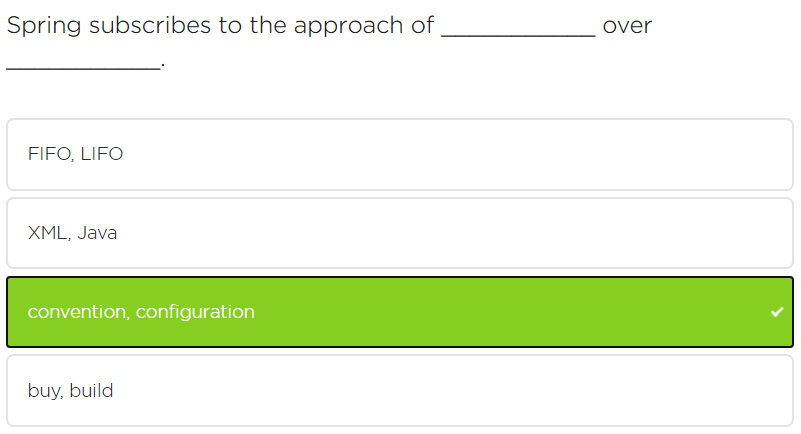 Spring subscribes to the approach of ____________ over
____________.
FIFO, LIFO
XML, Java
convention, configuration
buy, build